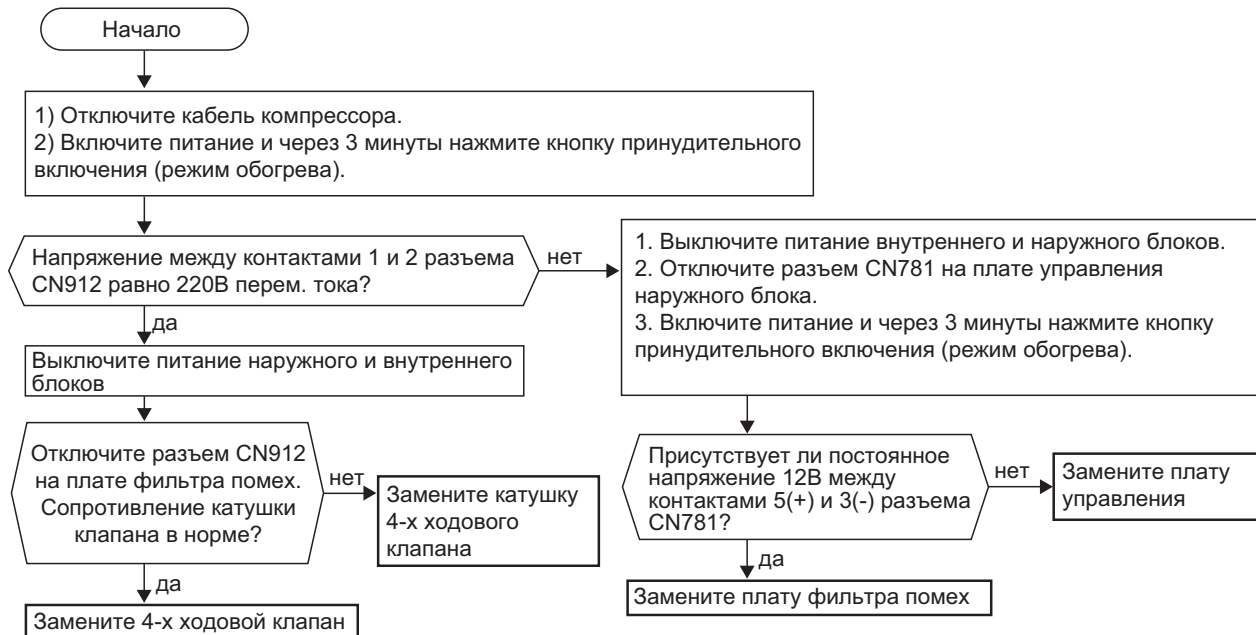 Начало
1) Отключите кабель компрессора.
2) Включите питание и через 3 минуты нажмите кнопку принудительного
включения (режим обогрева).
Напряжение между контактами 1 и 2 разъема
CN912 равно 220В перем. тока?
нет
да
1. Выключите питание внутреннего и наружного блоков.
2. Отключите разъем CN781 на плате управления
наружного блока.
3. Включите питание и через 3 минуты нажмите кнопку
принудительного включения (режим обогрева).
Выключите питание наружного и внутреннего
блоков
Отключите разъем CN912
на плате фильтра помех.
Сопротивление катушки
клапана в норме?
нет
Замените катушку
4-х ходового
клапана
да
Замените 4-х ходовой клапан
Присутствует ли постоянное
напряжение 12В между
контактами 5(+) и 3(-) разъема
CN781?
нет
Замените плату
управления
да
Замените плату фильтра помех